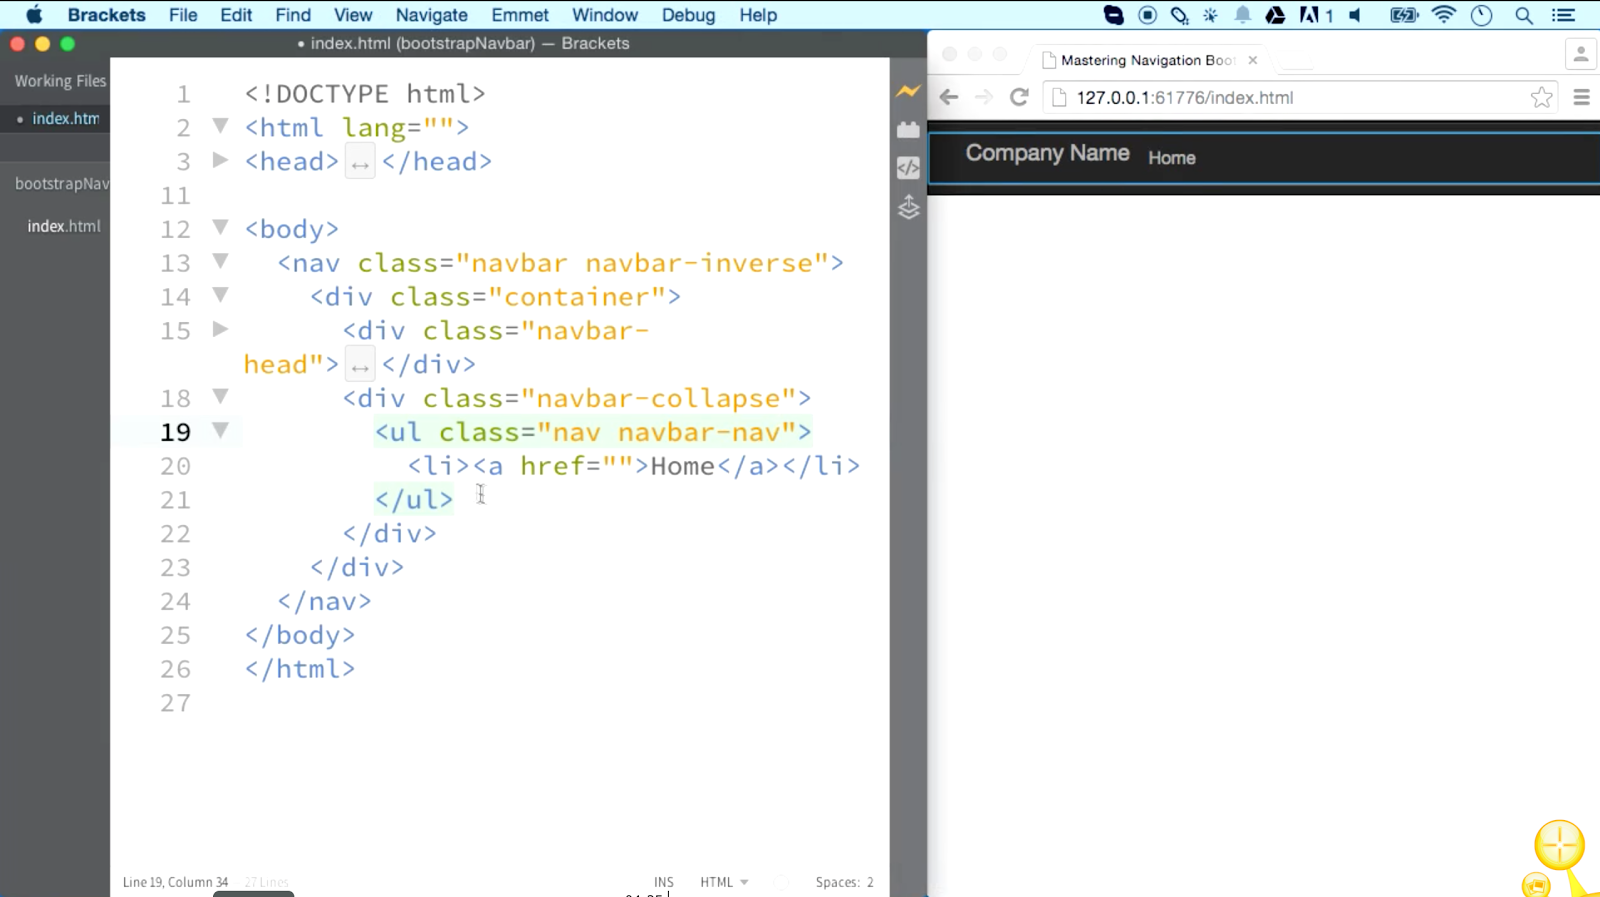 Brackets File Edit Find View Navigate Emmet Window Debug Help 1
index.html (bootstrapNavbar) — Brackets
Working Files
index.htm
bootstrapNav
index.html
1 <!DOCTYPE html>
2 <html lang="">
3 <head> ↔ </head>
11
12 <body>
13 <nav class="navbar navbar-inverse">
14 <div class="container">
15 <div class="navbar-
head"> ↔ </div>
18 <div class="navbar-collapse">
19 <ul class="nav navbar-nav">
20 <li><a href="">Home</a></li>
21 </ul>
22 </div>
23 </div>
24 </nav>
25 </body>
26 </html>
27
Line 19, Column 34 27 Lines INS HTML Spaces: 2
Mastering Navigation Boot
127.0.0.1:61776/index.html
Company Name Home